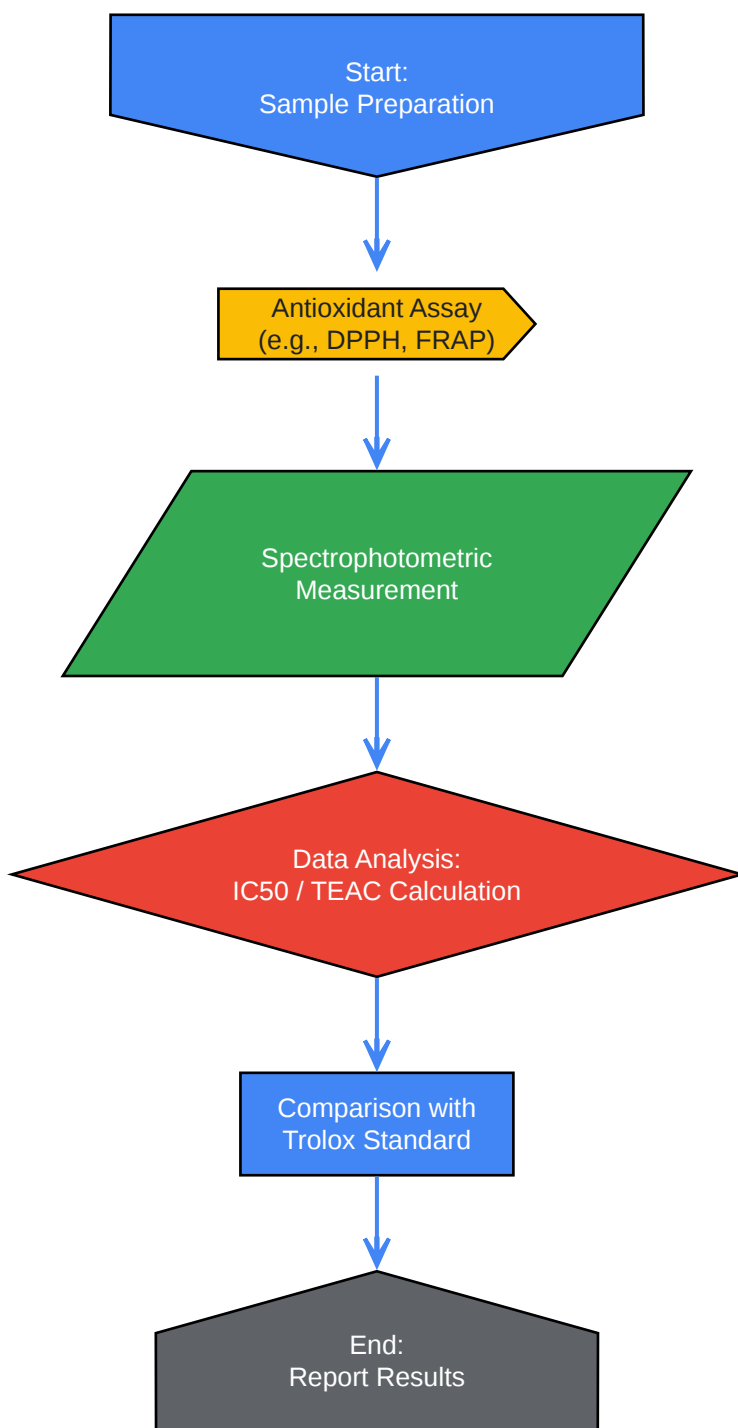 Start:
Sample Preparation
Antioxidant Assay
(e.g., DPPH, FRAP)
Spectrophotometric
Measurement
Data Analysis:
IC50 / TEAC Calculation
Comparison with
Trolox Standard
End:
Report Results